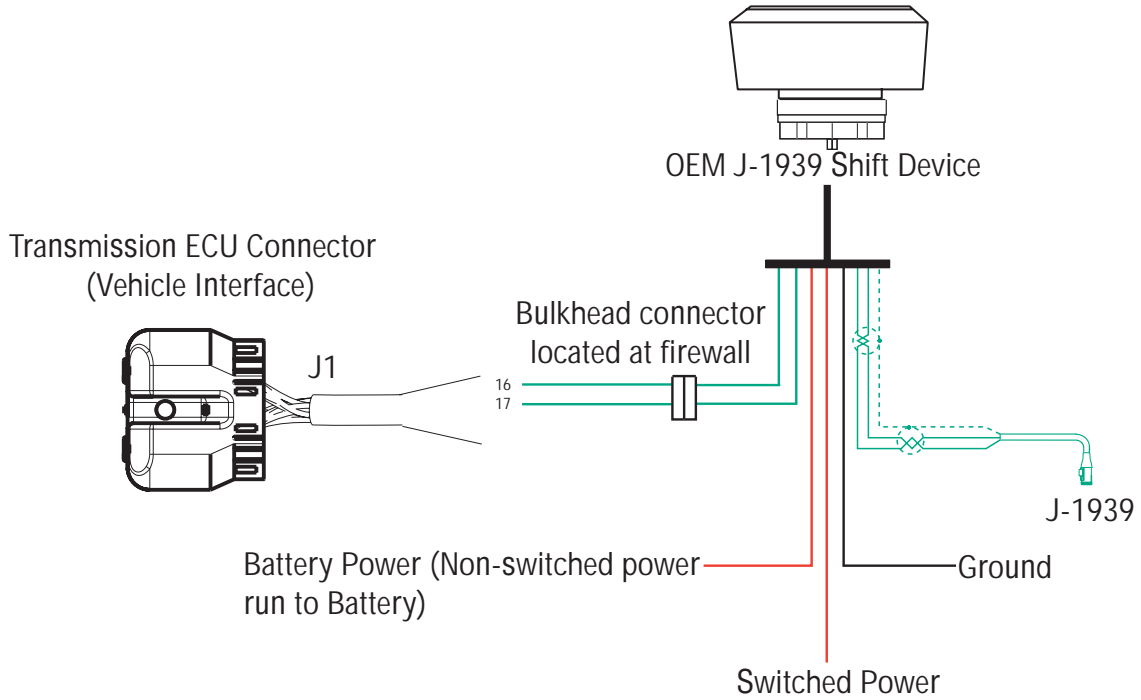 OEM J-1939 Shift Device
Transmission ECU Connector
(Vehicle Interface)
J1
Bulkhead connector
located at firewall
16
17
J-1939
Battery Power (Non-switched power
run to Battery)
Ground
Switched Power